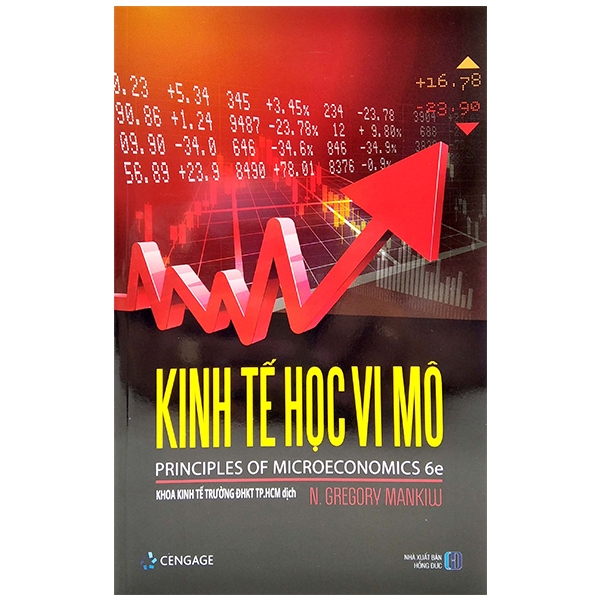 +16.78
0.23 +5.34 345 +3.45% 234 -23.78 3904 -23.90
90.86 +1.24 9487 -23.78% 12 + 9.80% 688
09.90 -34.0 646 -34.6% 846 -34.9%
56.89 +23.9 8490 +78.01 8376 -0.9%
KINH TẾ HỌC VI MÔ
PRINCIPLES OF MICROECONOMICS 6e
KHOA KINH TẾ TRƯỜNG ĐHKT TP.HCM dịch N. GREGORY MANKIW
CENGAGE
NHÀ XUẤT BẢN
HỒNG ĐỨC